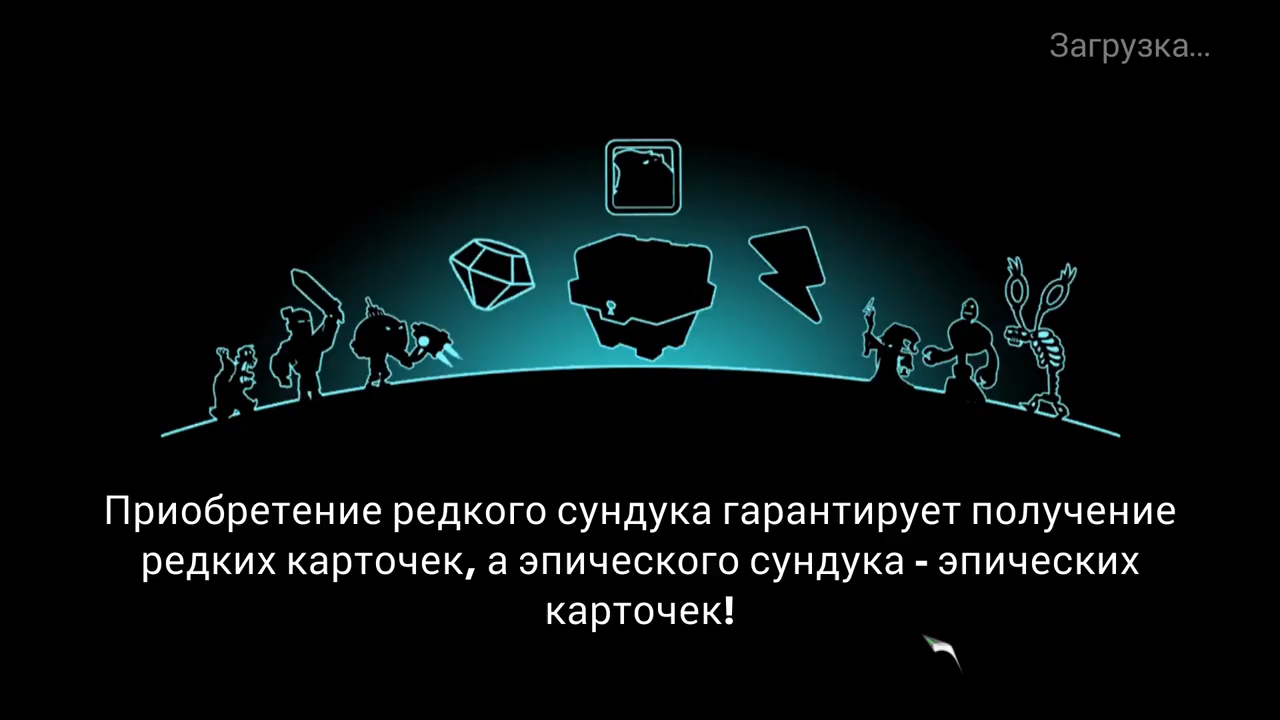 Загрузка...
Приобретение редкого сундука гарантирует получение
редких карточек, а эпического сундука - эпических
карточек!